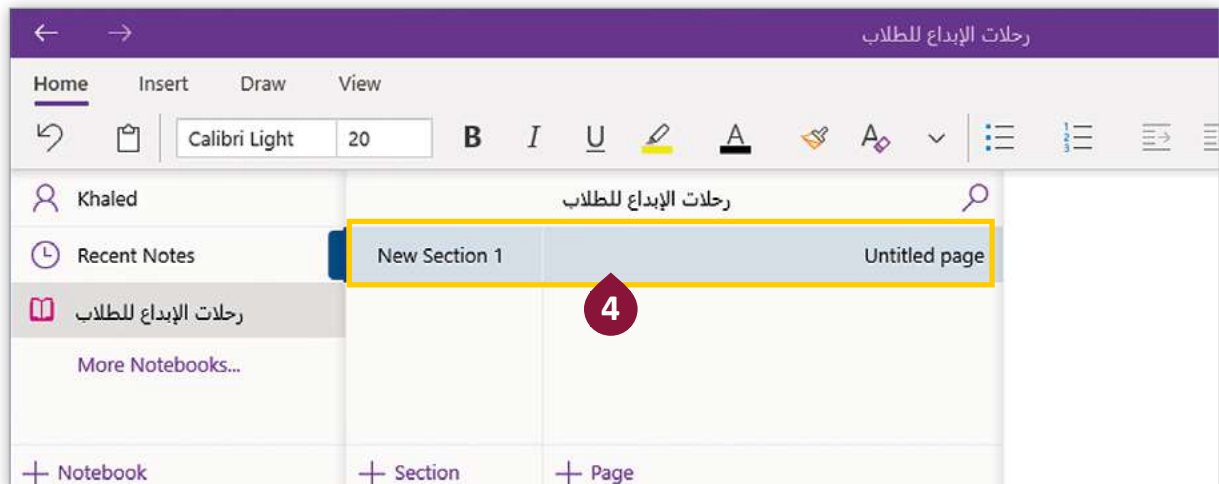 رحلات الإبداع للطلاب
Home Insert Draw View
Calibri Light 20 B I U A A
Khaled
رحلات الإبداع للطلاب
Recent Notes
New Section 1
Untitled page
4
رحلات الإبداع للطلاب
More Notebooks...
+ Notebook
+ Section
+ Page